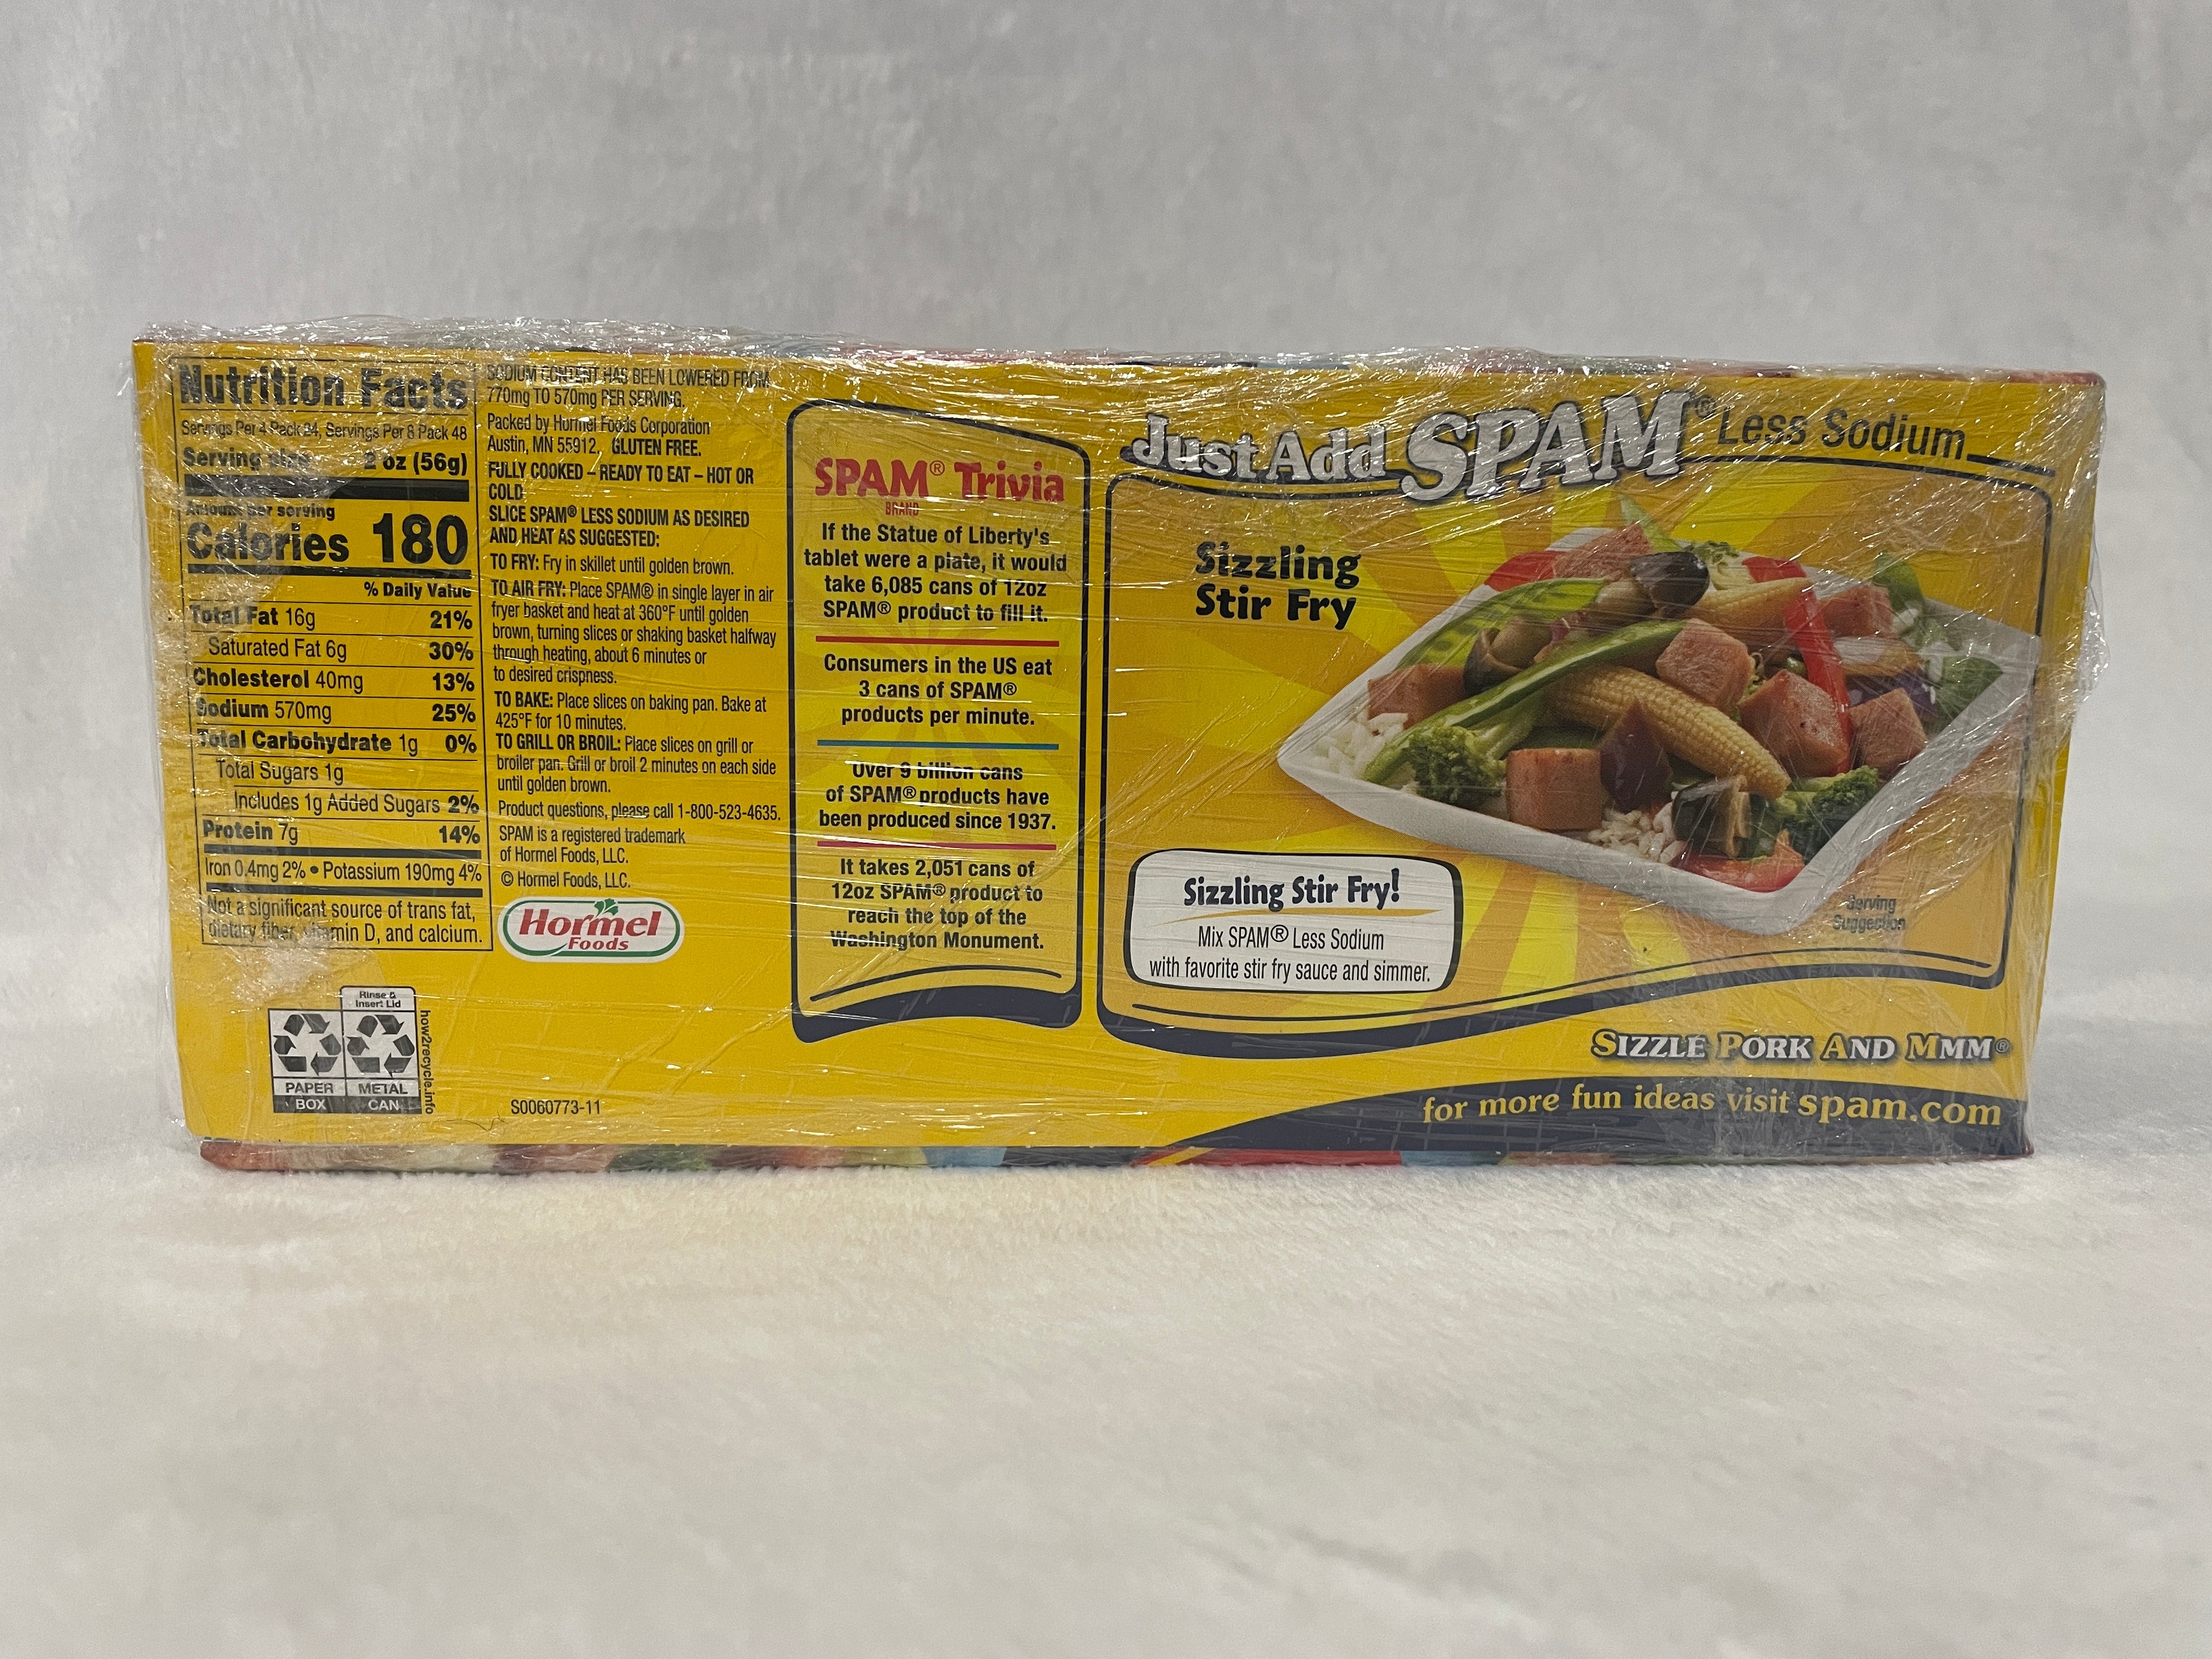 Nutrition Facts
Servings Per 4 Pack 24, Servings Per 8 Pack 48
Serving size 2 oz (56g)
Amount per serving
Calories 180
% Daily Value
Total Fat 16g 21%
Saturated Fat 6g 30%
Cholesterol 40mg 13%
Sodium 570mg 25%
Total Carbohydrate 1g 0%
Total Sugars 1g
Includes 1g Added Sugars 2%
Protein 7g 14%
Iron 0.4mg 2% • Potassium 190mg 4%
Not a significant source of trans fat,
dietary fiber, vitamin D, and calcium.
Rinse &
Insert Lid
PAPER
BOX
METAL
CAN
how2recycle.info
SODIUM CONTENT HAS BEEN LOWERED FROM
770mg TO 570mg PER SERVING.
Packed by Hormel Foods Corporation
Austin, MN 55912. GLUTEN FREE.
FULLY COOKED – READY TO EAT – HOT OR
COLD
SLICE SPAM® LESS SODIUM AS DESIRED
AND HEAT AS SUGGESTED:
TO FRY: Fry in skillet until golden brown.
TO AIR FRY: Place SPAM® in single layer in air
fryer basket and heat at 360°F until golden
brown, turning slices or shaking basket halfway
through heating, about 6 minutes or
to desired crispness.
TO BAKE: Place slices on baking pan. Bake at
425°F for 10 minutes.
TO GRILL OR BROIL: Place slices on grill or
broiler pan. Grill or broil 2 minutes on each side
until golden brown.
Product questions, please call 1-800-523-4635.
SPAM is a registered trademark
of Hormel Foods, LLC.
© Hormel Foods, LLC.
Hormel
Foods
S0060773-11
SPAM® Trivia
BRAND
If the Statue of Liberty's
tablet were a plate, it would
take 6,085 cans of 12oz
SPAM® product to fill it.
Consumers in the US eat
3 cans of SPAM®
products per minute.
Over 9 billion cans
of SPAM® products have
been produced since 1937.
It takes 2,051 cans of
12oz SPAM® product to
reach the top of the
Washington Monument.
Just Add SPAM® Less Sodium
Sizzling
Stir Fry
Sizzling Stir Fry!
Mix SPAM® Less Sodium
with favorite stir fry sauce and simmer.
Serving
Suggestion
SIZZLE PORK AND MMM®
for more fun ideas visit spam.com